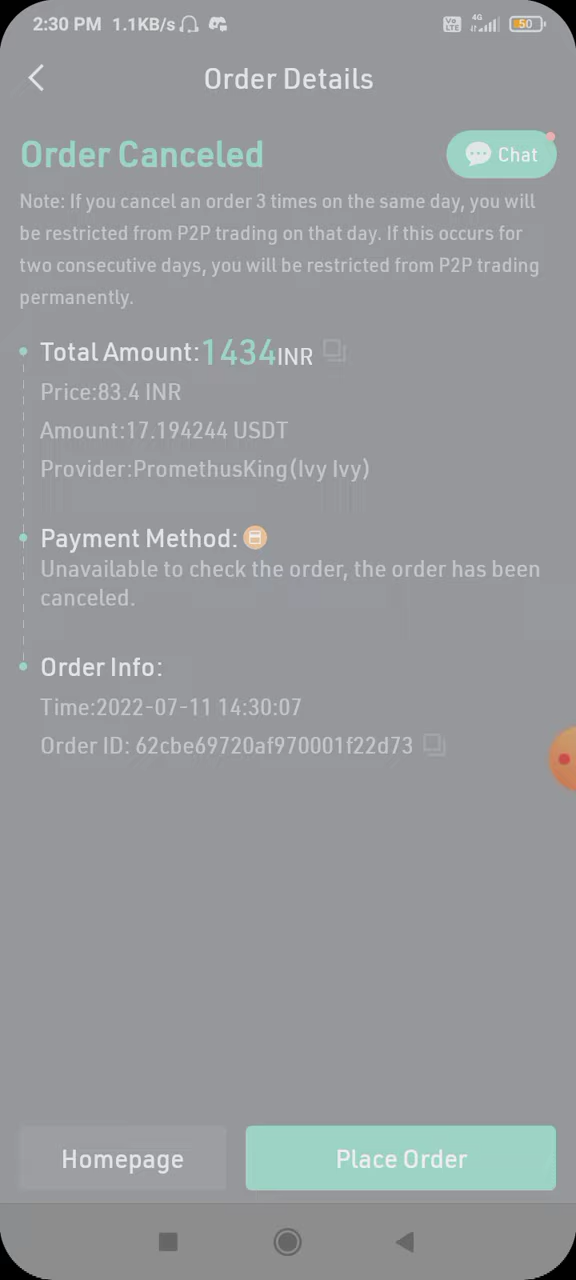 2:30 PM 1.1KB/s Vo LTE 4G 50
Order Details
Order Canceled
Chat
Note: If you cancel an order 3 times on the same day, you will
be restricted from P2P trading on that day. If this occurs for
two consecutive days, you will be restricted from P2P trading
permanently.
Total Amount:1434INR
Price:83.4 INR
Amount:17.194244 USDT
Provider:PromethusKing(Ivy Ivy)
Payment Method:
Unavailable to check the order, the order has been
canceled.
Order Info:
Time:2022-07-11 14:30:07
Order ID: 62cbe69720af970001f22d73
Homepage
Place Order